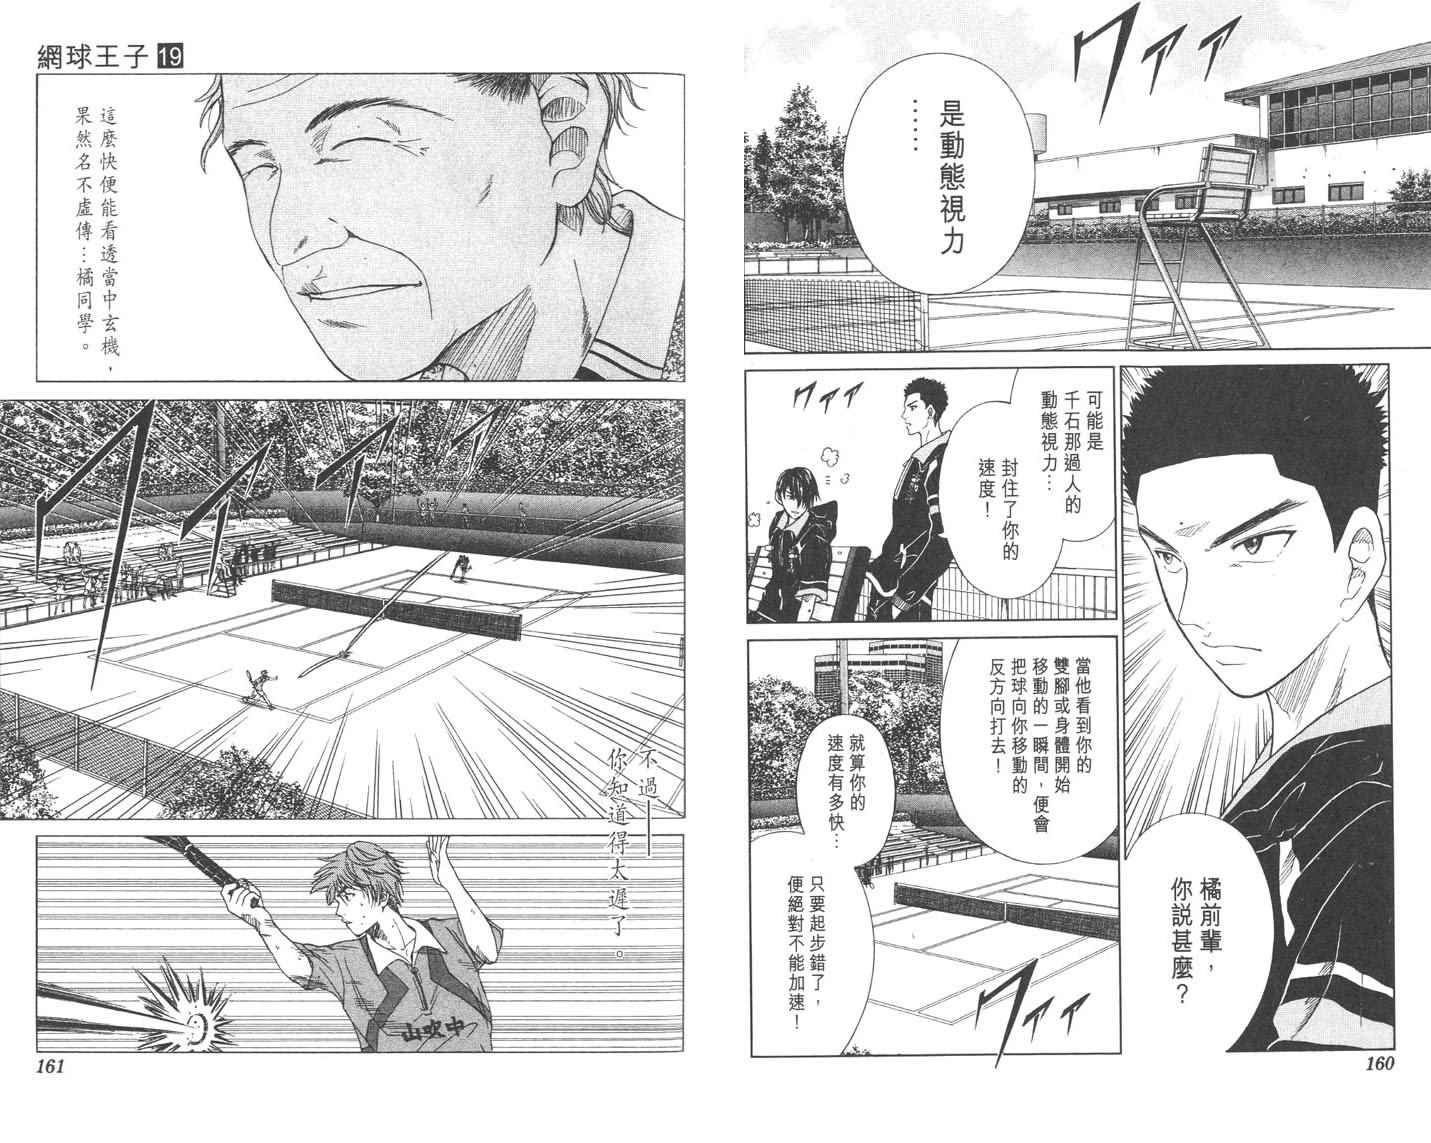 ワァァ
是動態視力
⋯⋯
橘前輩，
你說甚麼？
ワァァ
可能是
千石那過人的
動態視力⋯
封住了你的
速度！
當他看到你的
雙腳或身體開始
移動的一瞬間，便會
把球向你移動的
反方向打去！
就算你的
速度有多快⋯
只要起步錯了，
便絕對不能加速！
ワァァ
160
網球王子 19
這麼快便能看透當中玄機，
果然名不虛傳⋯橘同學。
ワァァァ
不過──
你知道得太遲了。
山吹中
161